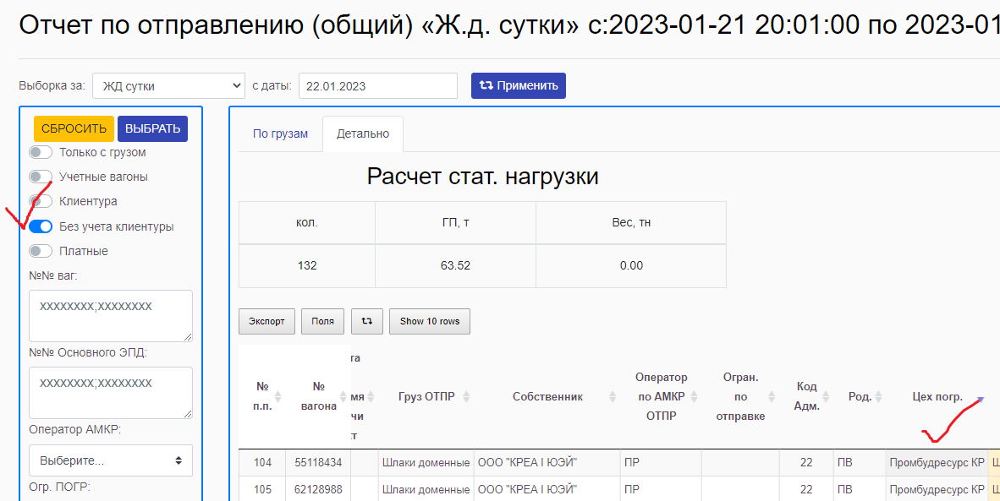 Отчет по отправлению (общий) «Ж.д. сутки» с:2023-01-21 20:01:00 по 2023-01
Выборка за: ЖД сутки с даты: 22.01.2023 Применить
СБРОСИТЬ ВЫБРАТЬ
Только с грузом
Учетные вагоны
Клиентура
Без учета клиентуры
Платные
№№ ваг:
XXXXXXXX;XXXXXXXX
№№ Основного ЭПД:
XXXXXXXX;XXXXXXXX
Оператор АМКР:
Выберите...
Огр. ПОГР:
По грузам Детально
Расчет стат. нагрузки
кол. ГП, т Вес, тн
132 63.52 0.00
Экспорт Поля Show 10 rows
№ п.п. № вагона Груз ОТПР Собственник Оператор по АМКР ОТПР Огран. по отправке Код Адм. Род. Цех погр.
104 55118434 Шлаки доменные ООО "КРЕА І ЮЭЙ" ПР 22 ПВ Промбудресурс КР
105 62128988 Шлаки доменные ООО "КРЕА І ЮЭЙ" ПР 22 ПВ Промбудресурс КР